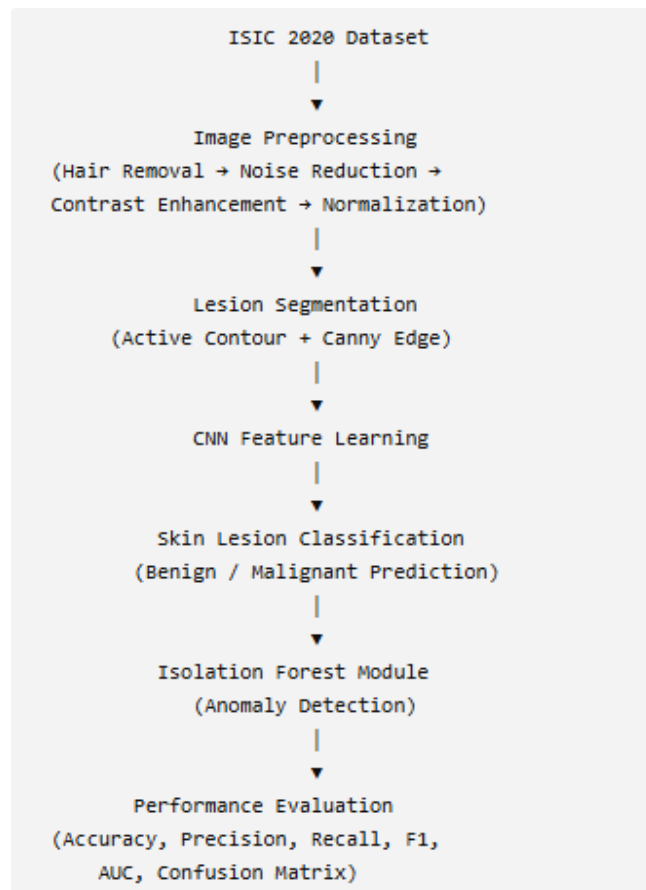 ISIC 2020 Dataset
|
▼
Image Preprocessing
(Hair Removal → Noise Reduction →
Contrast Enhancement → Normalization)
|
▼
Lesion Segmentation
(Active Contour + Canny Edge)
|
▼
CNN Feature Learning
|
▼
Skin Lesion Classification
(Benign / Malignant Prediction)
|
▼
Isolation Forest Module
(Anomaly Detection)
|
▼
Performance Evaluation
(Accuracy, Precision, Recall, F1,
AUC, Confusion Matrix)